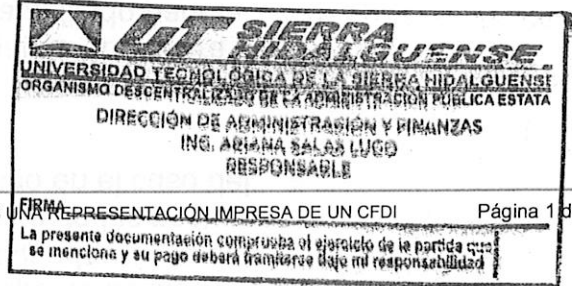 UT SIERRA
HIDALGUENSE
UNIVERSIDAD TECNOLÓGICA DE LA SIERRA HIDALGUENSE
ORGANISMO DESCENTRALIZADO DE LA ADMINISTRACIÓN PÚBLICA ESTATA
DIRECCIÓN DE ADMINISTRACIÓN Y FINANZAS
ING. ARIANA SALAS LUGO
RESPONSABLE
FIRMA
UNA REPRESENTACIÓN IMPRESA DE UN CFDI Página 1 d
La presente documentación comprueba el ejercicio de la partida que
se menciona y su pago deberá tramitarse bajo mi responsabilidad